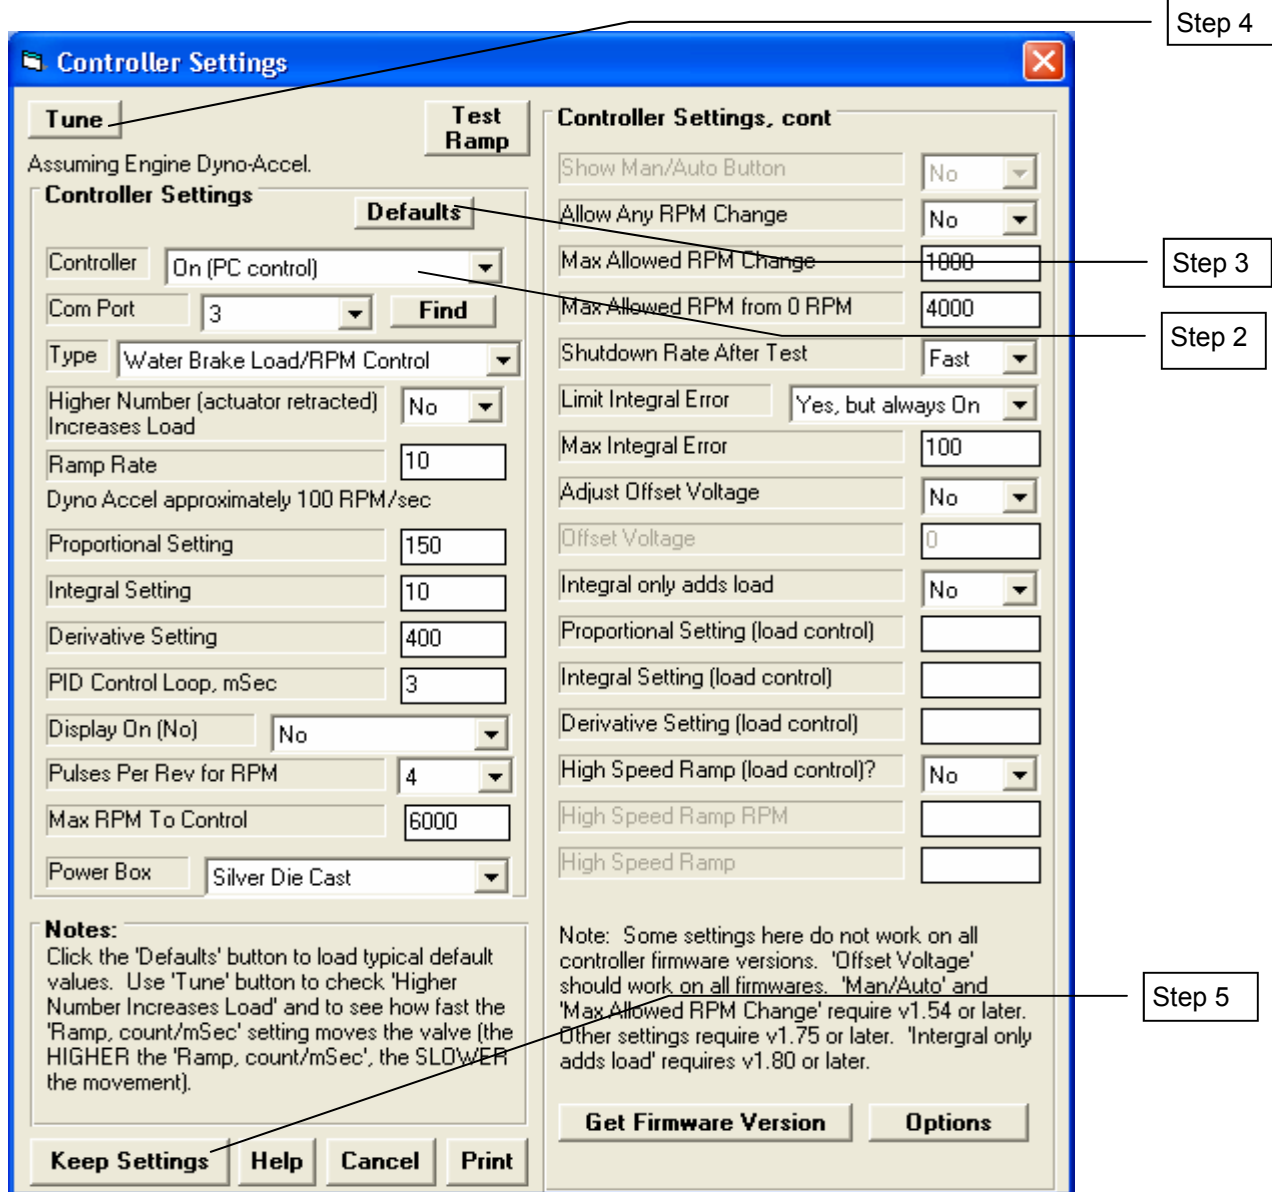 Step 4
Controller Settings
Tune
Test
Ramp
Assuming Engine Dyno-Accel.
Controller Settings
Defaults
Controller
On (PC control)
Com Port
3
Find
Type
Water Brake Load/RPM Control
Higher Number (actuator retracted)
Increases Load
No
Ramp Rate
10
Dyno Accel approximately 100 RPM/sec
Proportional Setting
150
Integral Setting
10
Derivative Setting
400
PID Control Loop, mSec
3
Display On (No)
No
Pulses Per Rev for RPM
4
Max RPM To Control
6000
Power Box
Silver Die Cast
Notes:
Click the 'Defaults' button to load typical default
values.  Use 'Tune' button to check 'Higher
Number Increases Load' and to see how fast the
'Ramp, count/mSec' setting moves the valve (the
HIGHER the 'Ramp, count/mSec', the SLOWER
the movement).
Keep Settings
Help
Cancel
Print
Controller Settings, cont
Show Man/Auto Button
No
Allow Any RPM Change
No
Max Allowed RPM Change
1000
Max Allowed RPM from 0 RPM
4000
Shutdown Rate After Test
Fast
Limit Integral Error
Yes, but always On
Max Integral Error
100
Adjust Offset Voltage
No
Offset Voltage
0
Integral only adds load
No
Proportional Setting (load control)
Integral Setting (load control)
Derivative Setting (load control)
High Speed Ramp (load control)?
No
High Speed Ramp RPM
High Speed Ramp
Note:  Some settings here do not work on all
controller firmware versions.  'Offset Voltage'
should work on all firmwares.  'Man/Auto' and
'Max Allowed RPM Change' require v1.54 or later.
Other settings require v1.75 or later.  'Intergral only
adds load' requires v1.80 or later.
Get Firmware Version
Options
Step 3
Step 2
Step 5